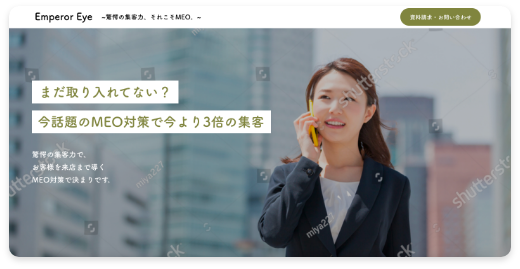 Emperor Eye
~驚愕の集客力。それこそMEO。~
資料請求・お問い合わせ
まだ取り入れてない？
今話題のMEO対策で今より3倍の集客
驚愕の集客力で、
お客様を来店まで導く
MEO対策で決まりです。
shutterstock
miya227
miya227
shutterst
ck
ck